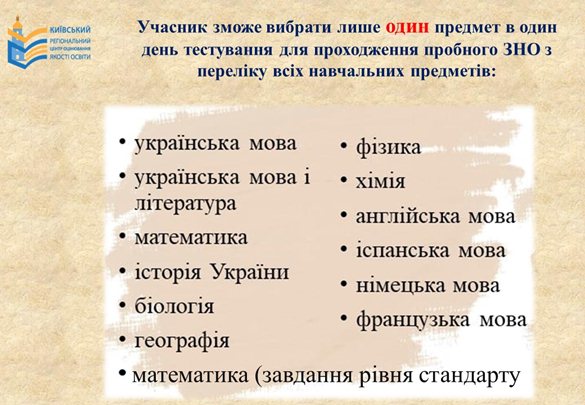 КИЇВСЬКИЙ
РЕГІОНАЛЬНИЙ
ЦЕНТР ОЦІНЮВАННЯ
ЯКОСТІ ОСВІТИ
Учасник зможе вибрати лише один предмет в один
день тестування для проходження пробного ЗНО з
переліку всіх навчальних предметів:
• українська мова
• українська мова і
література
• математика
• історія України
• біологія
• географія
• фізика
• хімія
• англійська мова
• іспанська мова
• німецька мова
• французька мова
• математика (завдання рівня стандарту